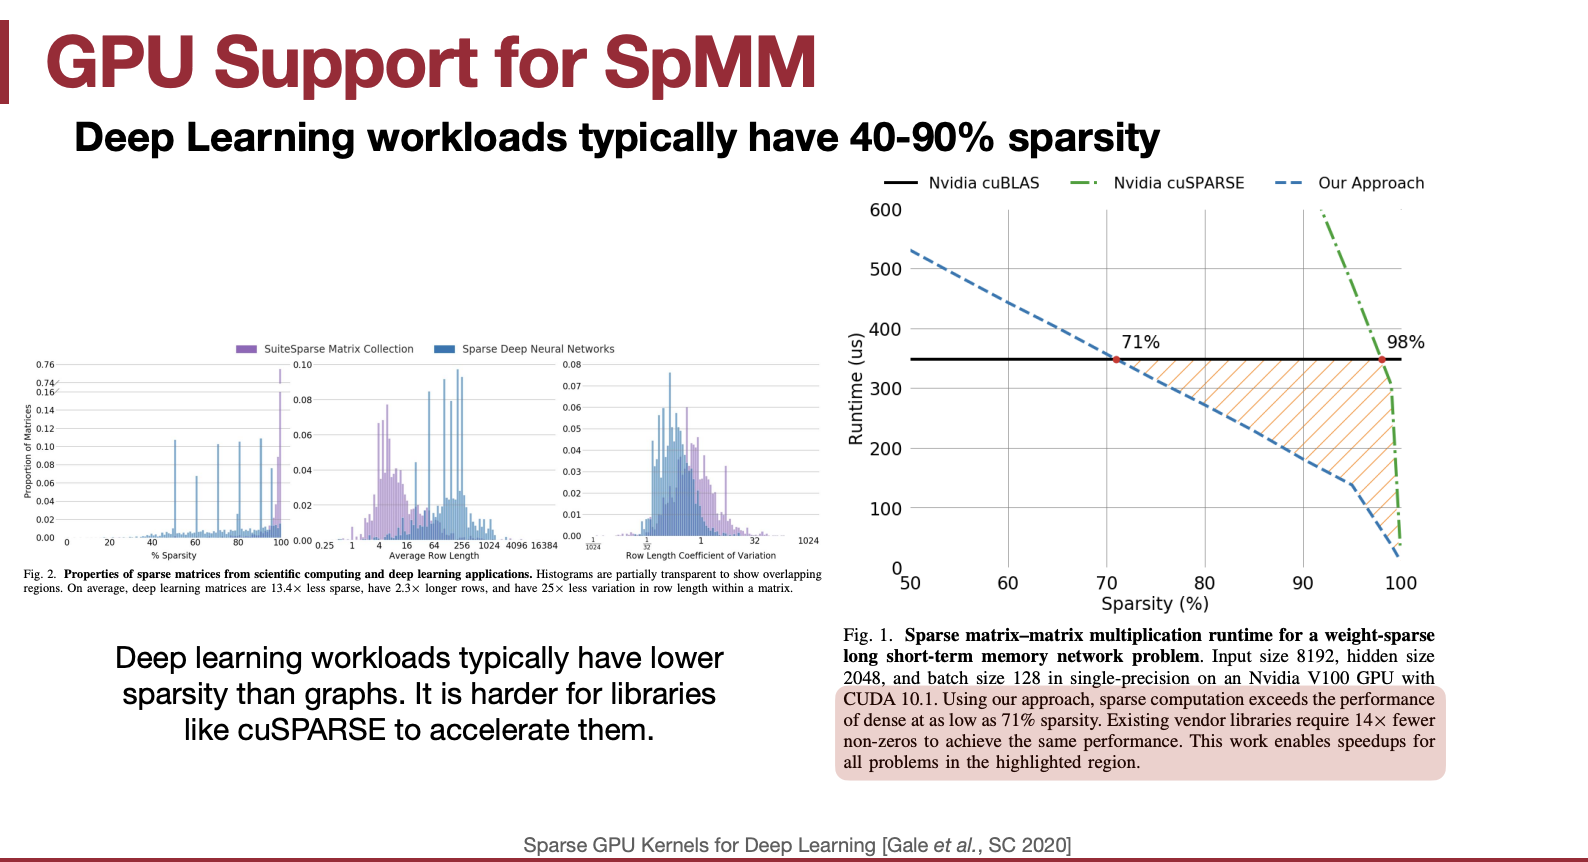 GPU Support for SpMM
Deep Learning workloads typically have 40-90% sparsity
SuiteSparse Matrix Collection Sparse Deep Neural Networks
Proportion of Matrices
0.76
0.74
0.16
0.14
0.12
0.10
0.08
0.06
0.04
0.02
0.00
0 20 40 60 80 100
% Sparsity
0.10
0.08
0.06
0.04
0.02
0.00
0.25 1 4 16 64 256 1024 4096 16384
Average Row Length
0.08
0.07
0.06
0.05
0.04
0.03
0.02
0.01
0.00
1/1024 1/32 1 32 1024
Row Length Coefficient of Variation
Fig. 2. Properties of sparse matrices from scientific computing and deep learning applications. Histograms are partially transparent to show overlapping
regions. On average, deep learning matrices are 13.4× less sparse, have 2.3× longer rows, and have 25× less variation in row length within a matrix.
Deep learning workloads typically have lower
sparsity than graphs. It is harder for libraries
like cuSPARSE to accelerate them.
Nvidia cuBLAS Nvidia cuSPARSE Our Approach
Runtime (us)
600
500
400
300
200
100
0
71%
98%
50 60 70 80 90 100
Sparsity (%)
Fig. 1. Sparse matrix–matrix multiplication runtime for a weight-sparse
long short-term memory network problem. Input size 8192, hidden size
2048, and batch size 128 in single-precision on an Nvidia V100 GPU with
CUDA 10.1. Using our approach, sparse computation exceeds the performance
of dense at as low as 71% sparsity. Existing vendor libraries require 14× fewer
non-zeros to achieve the same performance. This work enables speedups for
all problems in the highlighted region.
Sparse GPU Kernels for Deep Learning [Gale et al., SC 2020]